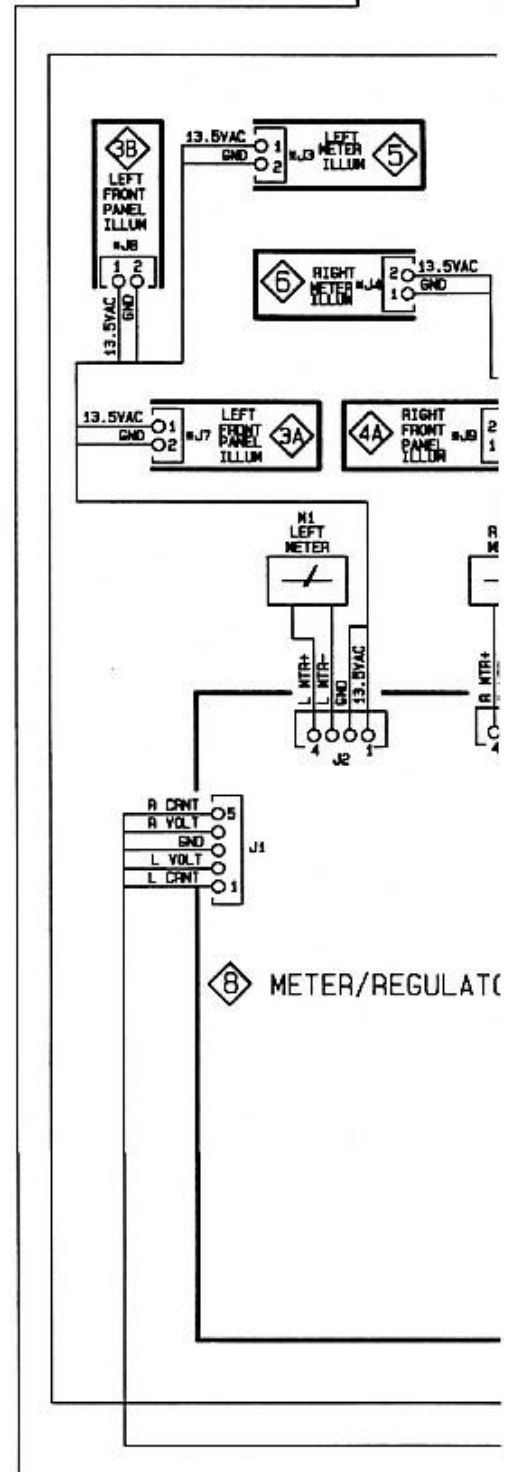 3B
LEFT
FRONT
PANEL
ILLUM
*J8
1 2
13.5VAC
GND
13.5VAC
GND
1
2
*J3
LEFT
METER
ILLUM
5
6
RIGHT
METER
ILLUM
*J4
2
1
13.5VAC
GND
13.5VAC
GND
1
2
*J7
LEFT
FRONT
PANEL
ILLUM
3A
4A
RIGHT
FRONT
PANEL
ILLUM
*J9
2
1
M1
LEFT
METER
R
M
L MTR+
L MTR-
GND
13.5VAC
R MTR+
4
1
J2
4
R CRNT
R VOLT
GND
L VOLT
L CRNT
5
1
J1
8 METER/REGULATO